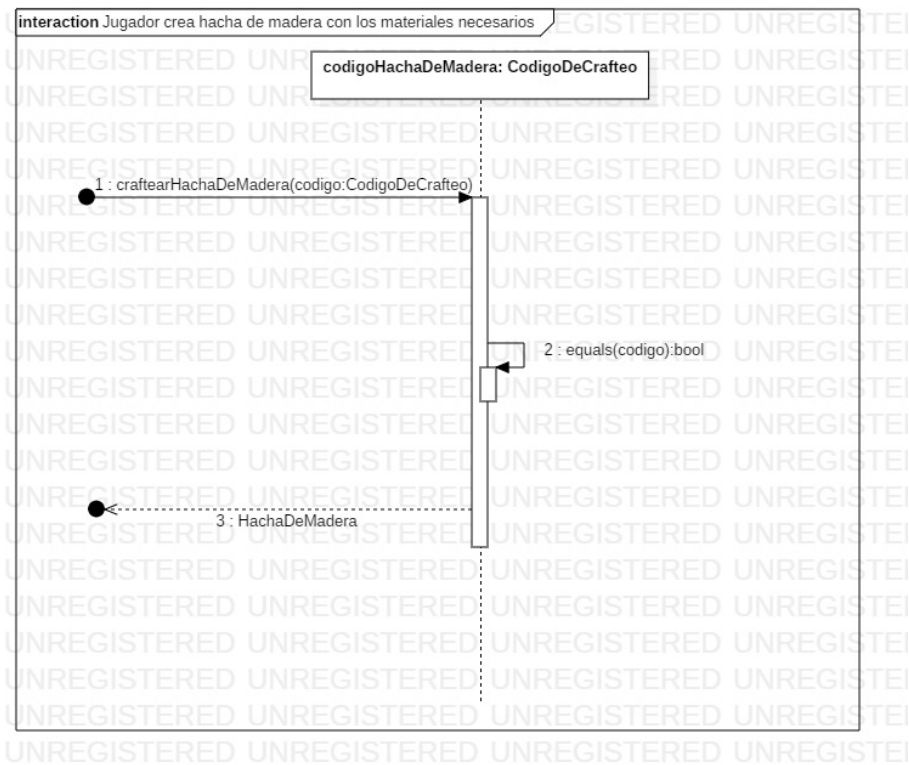 interaction Jugador crea hacha de madera con los materiales necesarios
codigoHachaDeMadera: CodigoDeCrafteo
1 : craftearHachaDeMadera(codigo:CodigoDeCrafteo)
2 : equals(codigo):bool
3 : HachaDeMadera
UNREGISTERED